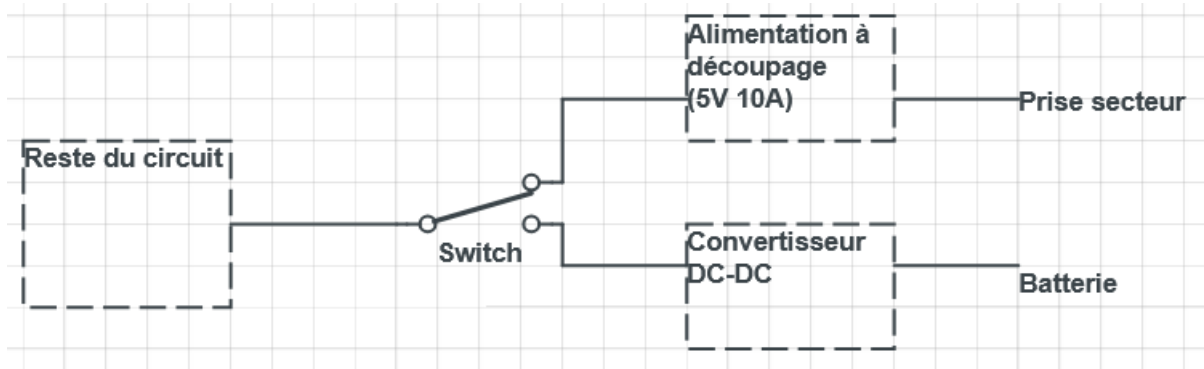 Alimentation à
découpage
(5V 10A)
Prise secteur
Reste du circuit
Switch
Convertisseur
DC-DC
Batterie